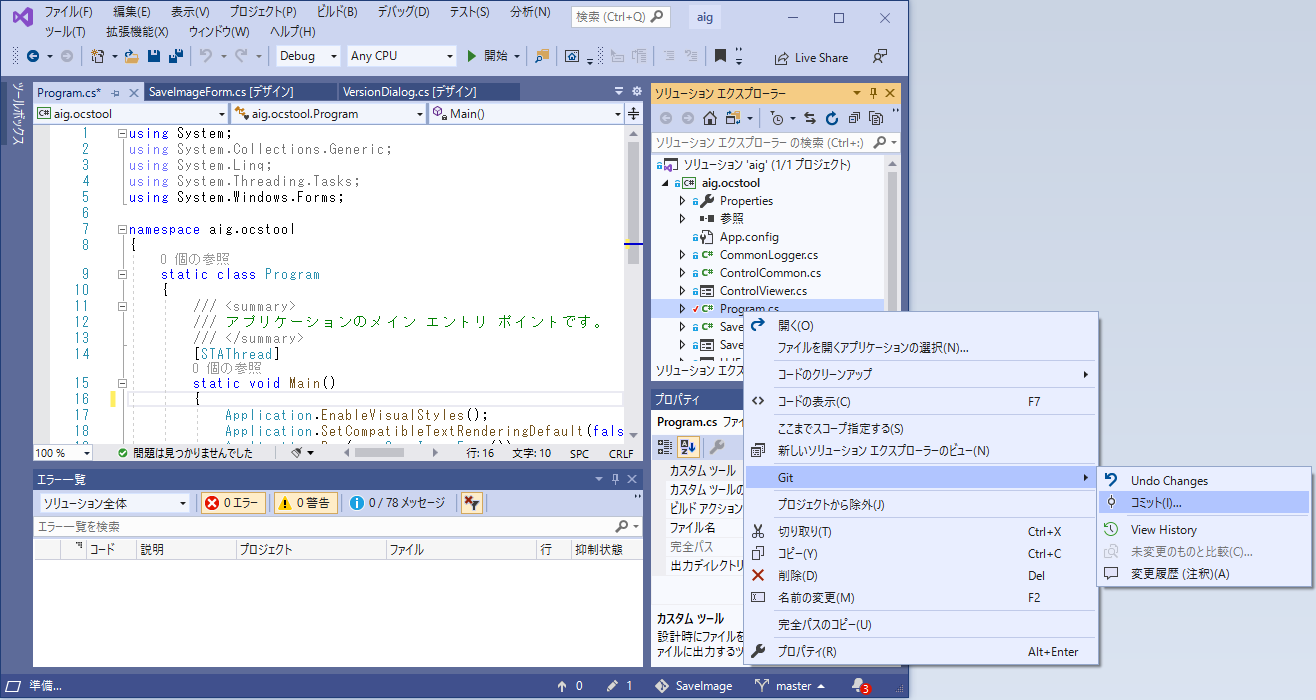 ファイル(F) 編集(E) 表示(V) プロジェクト(P) ビルド(B) デバッグ(D) テスト(S) 分析(N) 検索 (Ctrl+Q) aig
ツール(T) 拡張機能(X) ウィンドウ(W) ヘルプ(H)
Debug Any CPU 開始 Live Share
ツールボックス
Program.cs* SaveImageForm.cs [デザイン] VersionDialog.cs [デザイン]
aig.ocstool aig.ocstool.Program Main()
1 using System;
2 using System.Collections.Generic;
3 using System.Linq;
4 using System.Threading.Tasks;
5 using System.Windows.Forms;
6
7 namespace aig.ocstool
8 {
0 個の参照
9 static class Program
10 {
11 /// <summary>
12 /// アプリケーションのメイン エントリ ポイントです。
13 /// </summary>
14 [STAThread]
0 個の参照
15 static void Main()
16 {
17 Application.EnableVisualStyles();
18 Application.SetCompatibleTextRenderingDefault(fals
100 % 問題は見つかりませんでした 行: 16 文字: 10 SPC CRLF
エラー一覧
ソリューション全体 0 エラー 0 警告 0 / 78 メッセージ
エラー一覧を検索
コード 説明 プロジェクト ファイル 行 抑制状態
ソリューション エクスプローラー
ソリューション エクスプローラー の検索 (Ctrl+:)
ソリューション 'aig' (1/1 プロジェクト)
aig.ocstool
Properties
参照
App.config
CommonLogger.cs
ControlCommon.cs
ControlViewer.cs
Program.cs
Save
Save
ソリューション エクス
プロパティ
Program.cs ファイ
カスタム ツール
カスタム ツールの
ビルド アクション
ファイル名
完全パス
出力ディレクトリ
カスタム ツール
設計時にファイルを
ァイルに出力するツ
開く(O)
ファイルを開くアプリケーションの選択(N)...
コードのクリーンアップ
コードの表示(C) F7
ここまでスコープ指定する(S)
新しいソリューション エクスプローラーのビュー(N)
Git
プロジェクトから除外(J)
切り取り(T) Ctrl+X
コピー(Y) Ctrl+C
削除(D) Del
名前の変更(M) F2
完全パスのコピー(U)
プロパティ(R) Alt+Enter
Undo Changes
コミット(I)...
View History
未変更のものと比較(C)...
変更履歴 (注釈)(A)
準備... 0 1 SaveImage master 3